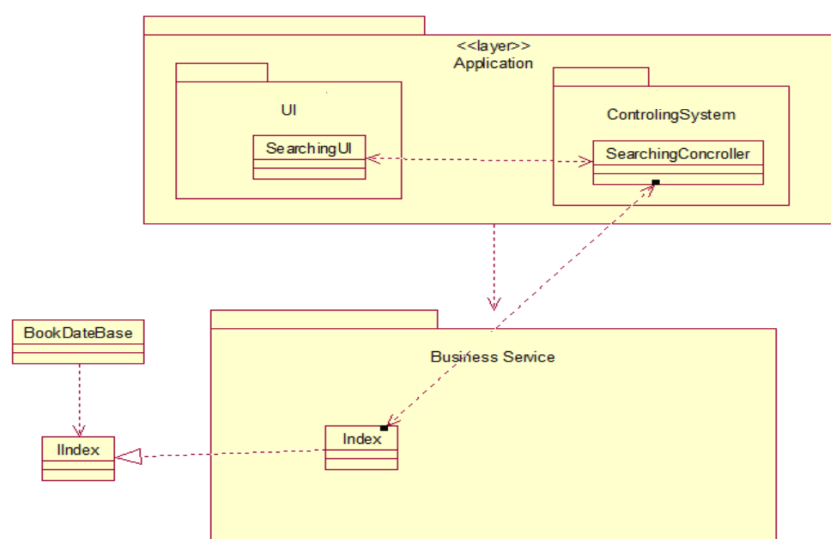 <<layer>>
Application
UI
ControlingSystem
SearchingUI
SearchingConcroller
BookDateBase
Business Service
IIndex
Index